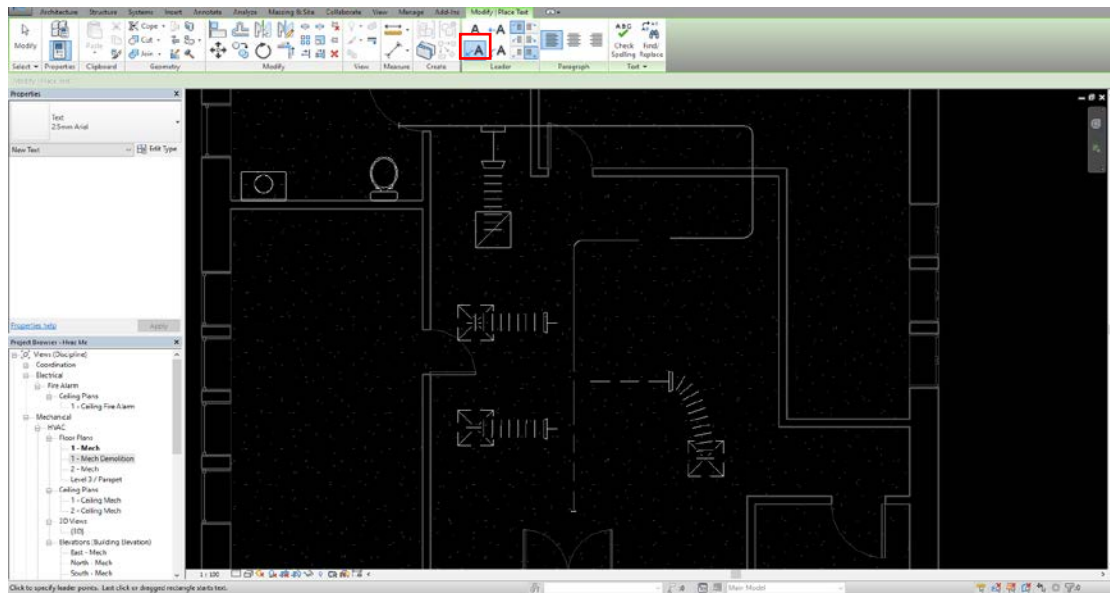 Architecture Structure Systems Insert Annotate Analyze Massing & Site Collaborate View Manage Add-Ins Modify | Place Text
Modify
Paste
Cope
Cut
Join
A A
A A
ABC
Check Find/
Spelling Replace
Select Properties Clipboard Geometry Modify View Measure Create Leader Paragraph Text
Modify | Place Text
Properties X
Text
2.5mm Arial
New Text Edit Type
Properties help Apply
Project Browser - Hvac Me X
Views (Discipline)
Coordination
Electrical
Fire Alarm
Ceiling Plans
1 - Ceiling Fire Alarm
Mechanical
HVAC
Floor Plans
1 - Mech
1 - Mech Demolition
2 - Mech
Level 3 / Parapet
Ceiling Plans
1 - Ceiling Mech
2 - Ceiling Mech
3D Views
{3D}
Elevations (Building Elevation)
East - Mech
North - Mech
South - Mech
1 : 100
Click to specify leader points. Last click or dragged rectangle starts text.
:0
Main Model
:0